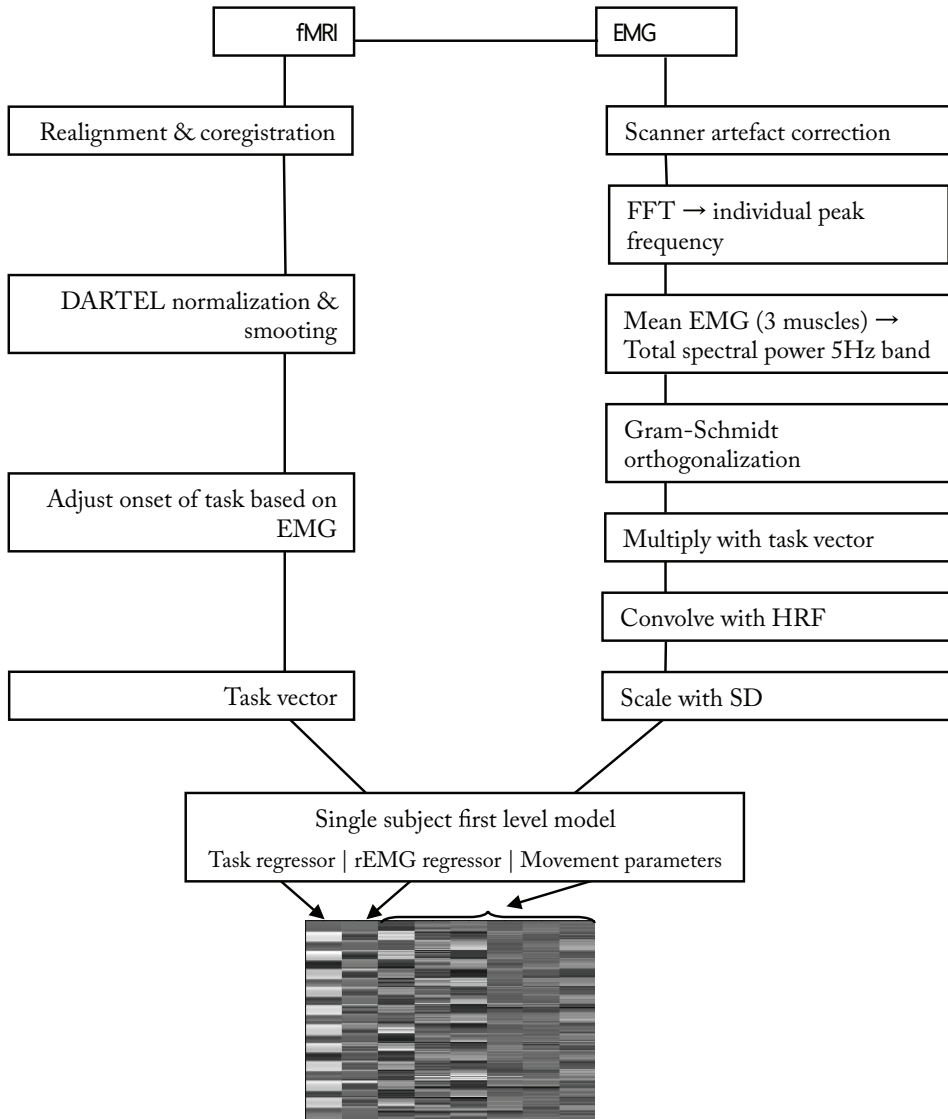 fMRI
EMG
Realignment & coregistration
DARTEL normalization &
smooting
Adjust onset of task based on
EMG
Task vector
Scanner artefact correction
FFT → individual peak
frequency
Mean EMG (3 muscles) →
Total spectral power 5Hz band
Gram-Schmidt
orthogonalization
Multiply with task vector
Convolve with HRF
Scale with SD
Single subject first level model
Task regressor | rEMG regressor | Movement parameters